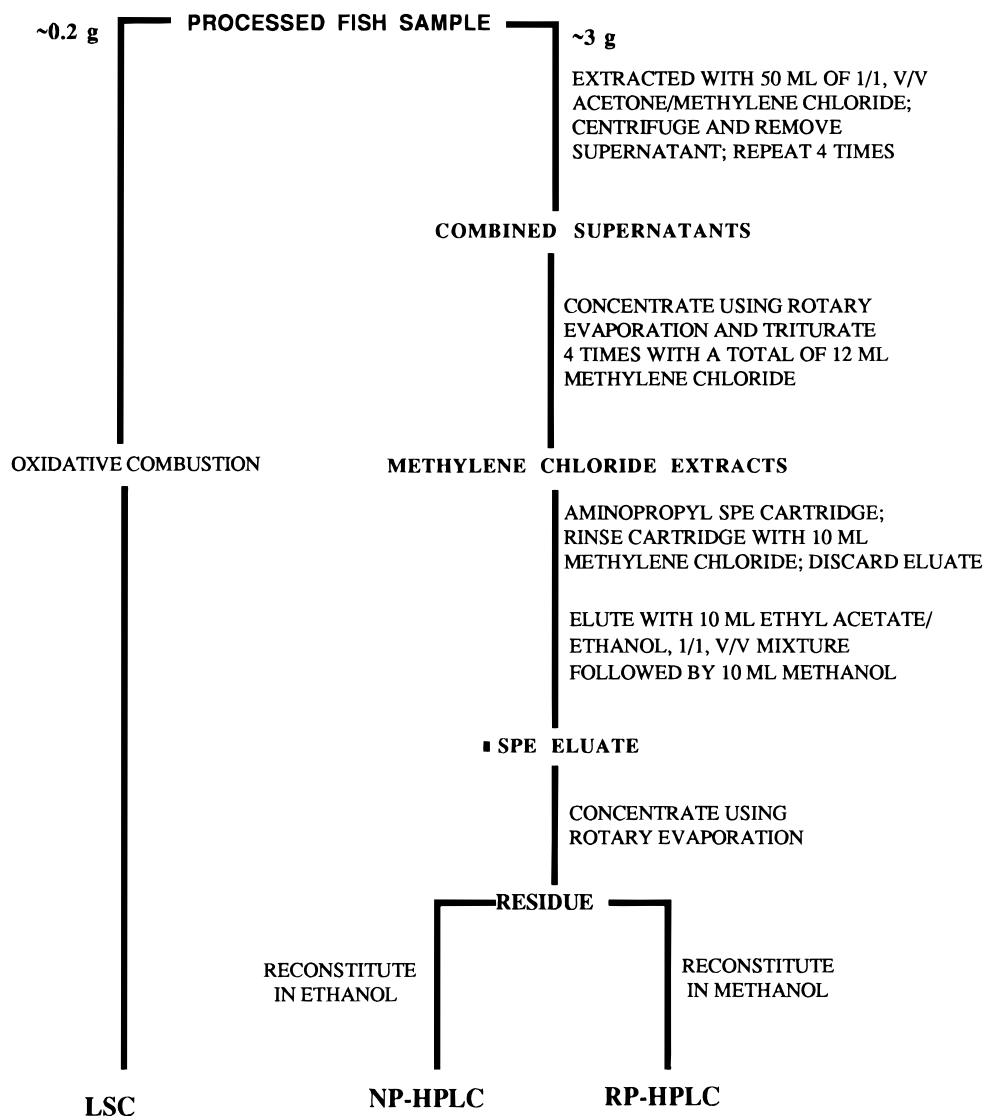 PROCESSED FISH SAMPLE
~0.2 g
~3 g
EXTRACTED WITH 50 ML OF 1/1, V/V
ACETONE/METHYLENE CHLORIDE;
CENTRIFUGE AND REMOVE
SUPERNATANT; REPEAT 4 TIMES
COMBINED SUPERNATANTS
CONCENTRATE USING ROTARY
EVAPORATION AND TRITURATE
4 TIMES WITH A TOTAL OF 12 ML
METHYLENE CHLORIDE
OXIDATIVE COMBUSTION
METHYLENE CHLORIDE EXTRACTS
AMINOPROPYL SPE CARTRIDGE;
RINSE CARTRIDGE WITH 10 ML
METHYLENE CHLORIDE; DISCARD ELUATE
ELUTE WITH 10 ML ETHYL ACETATE/
ETHANOL, 1/1, V/V MIXTURE
FOLLOWED BY 10 ML METHANOL
SPE ELUATE
CONCENTRATE USING
ROTARY EVAPORATION
RESIDUE
RECONSTITUTE
IN ETHANOL
RECONSTITUTE
IN METHANOL
LSC
NP-HPLC
RP-HPLC